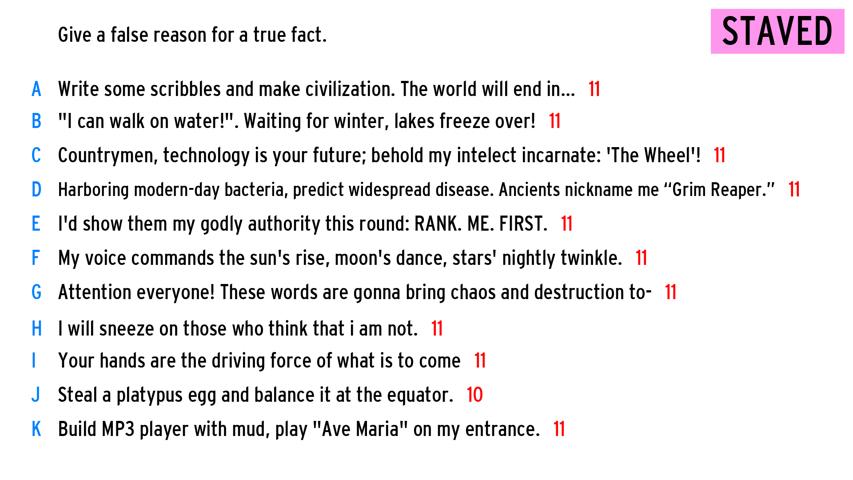 Give a false reason for a true fact.
STAVED
A Write some scribbles and make civilization. The world will end in... 11
B "I can walk on water!". Waiting for winter, lakes freeze over! 11
C Countrymen, technology is your future; behold my intelect incarnate: 'The Wheel'! 11
D Harboring modern-day bacteria, predict widespread disease. Ancients nickname me “Grim Reaper.” 11
E I'd show them my godly authority this round: RANK. ME. FIRST. 11
F My voice commands the sun's rise, moon's dance, stars' nightly twinkle. 11
G Attention everyone! These words are gonna bring chaos and destruction to- 11
H I will sneeze on those who think that i am not. 11
I Your hands are the driving force of what is to come 11
J Steal a platypus egg and balance it at the equator. 10
K Build MP3 player with mud, play "Ave Maria" on my entrance. 11